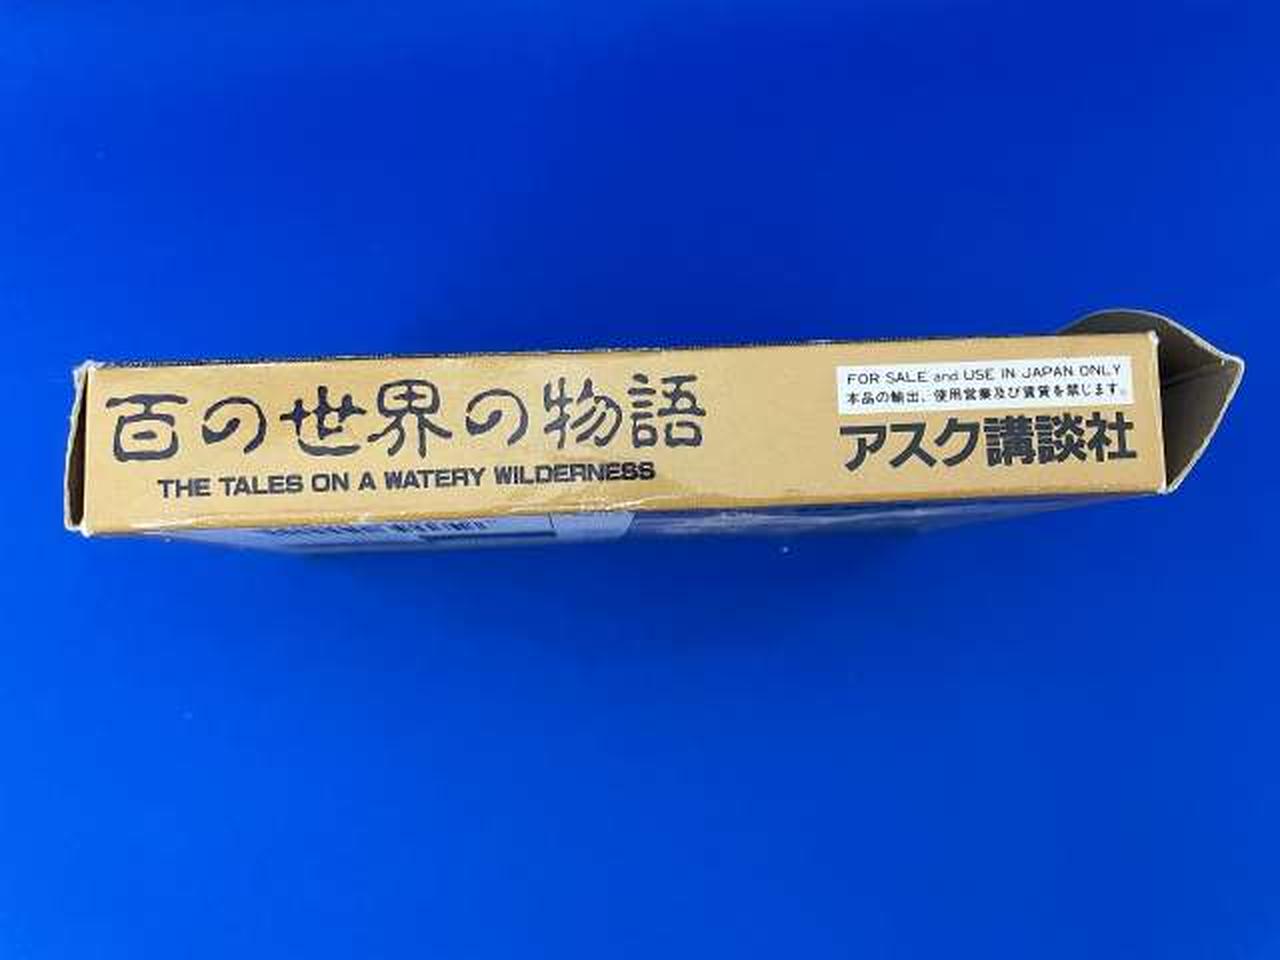 百の世界の物語
THE TALES ON A WATERY WILDERNESS
FOR SALE and USE IN JAPAN ONLY
本品の輸出、使用営業及び賃貸を禁じます。
アスク講談社